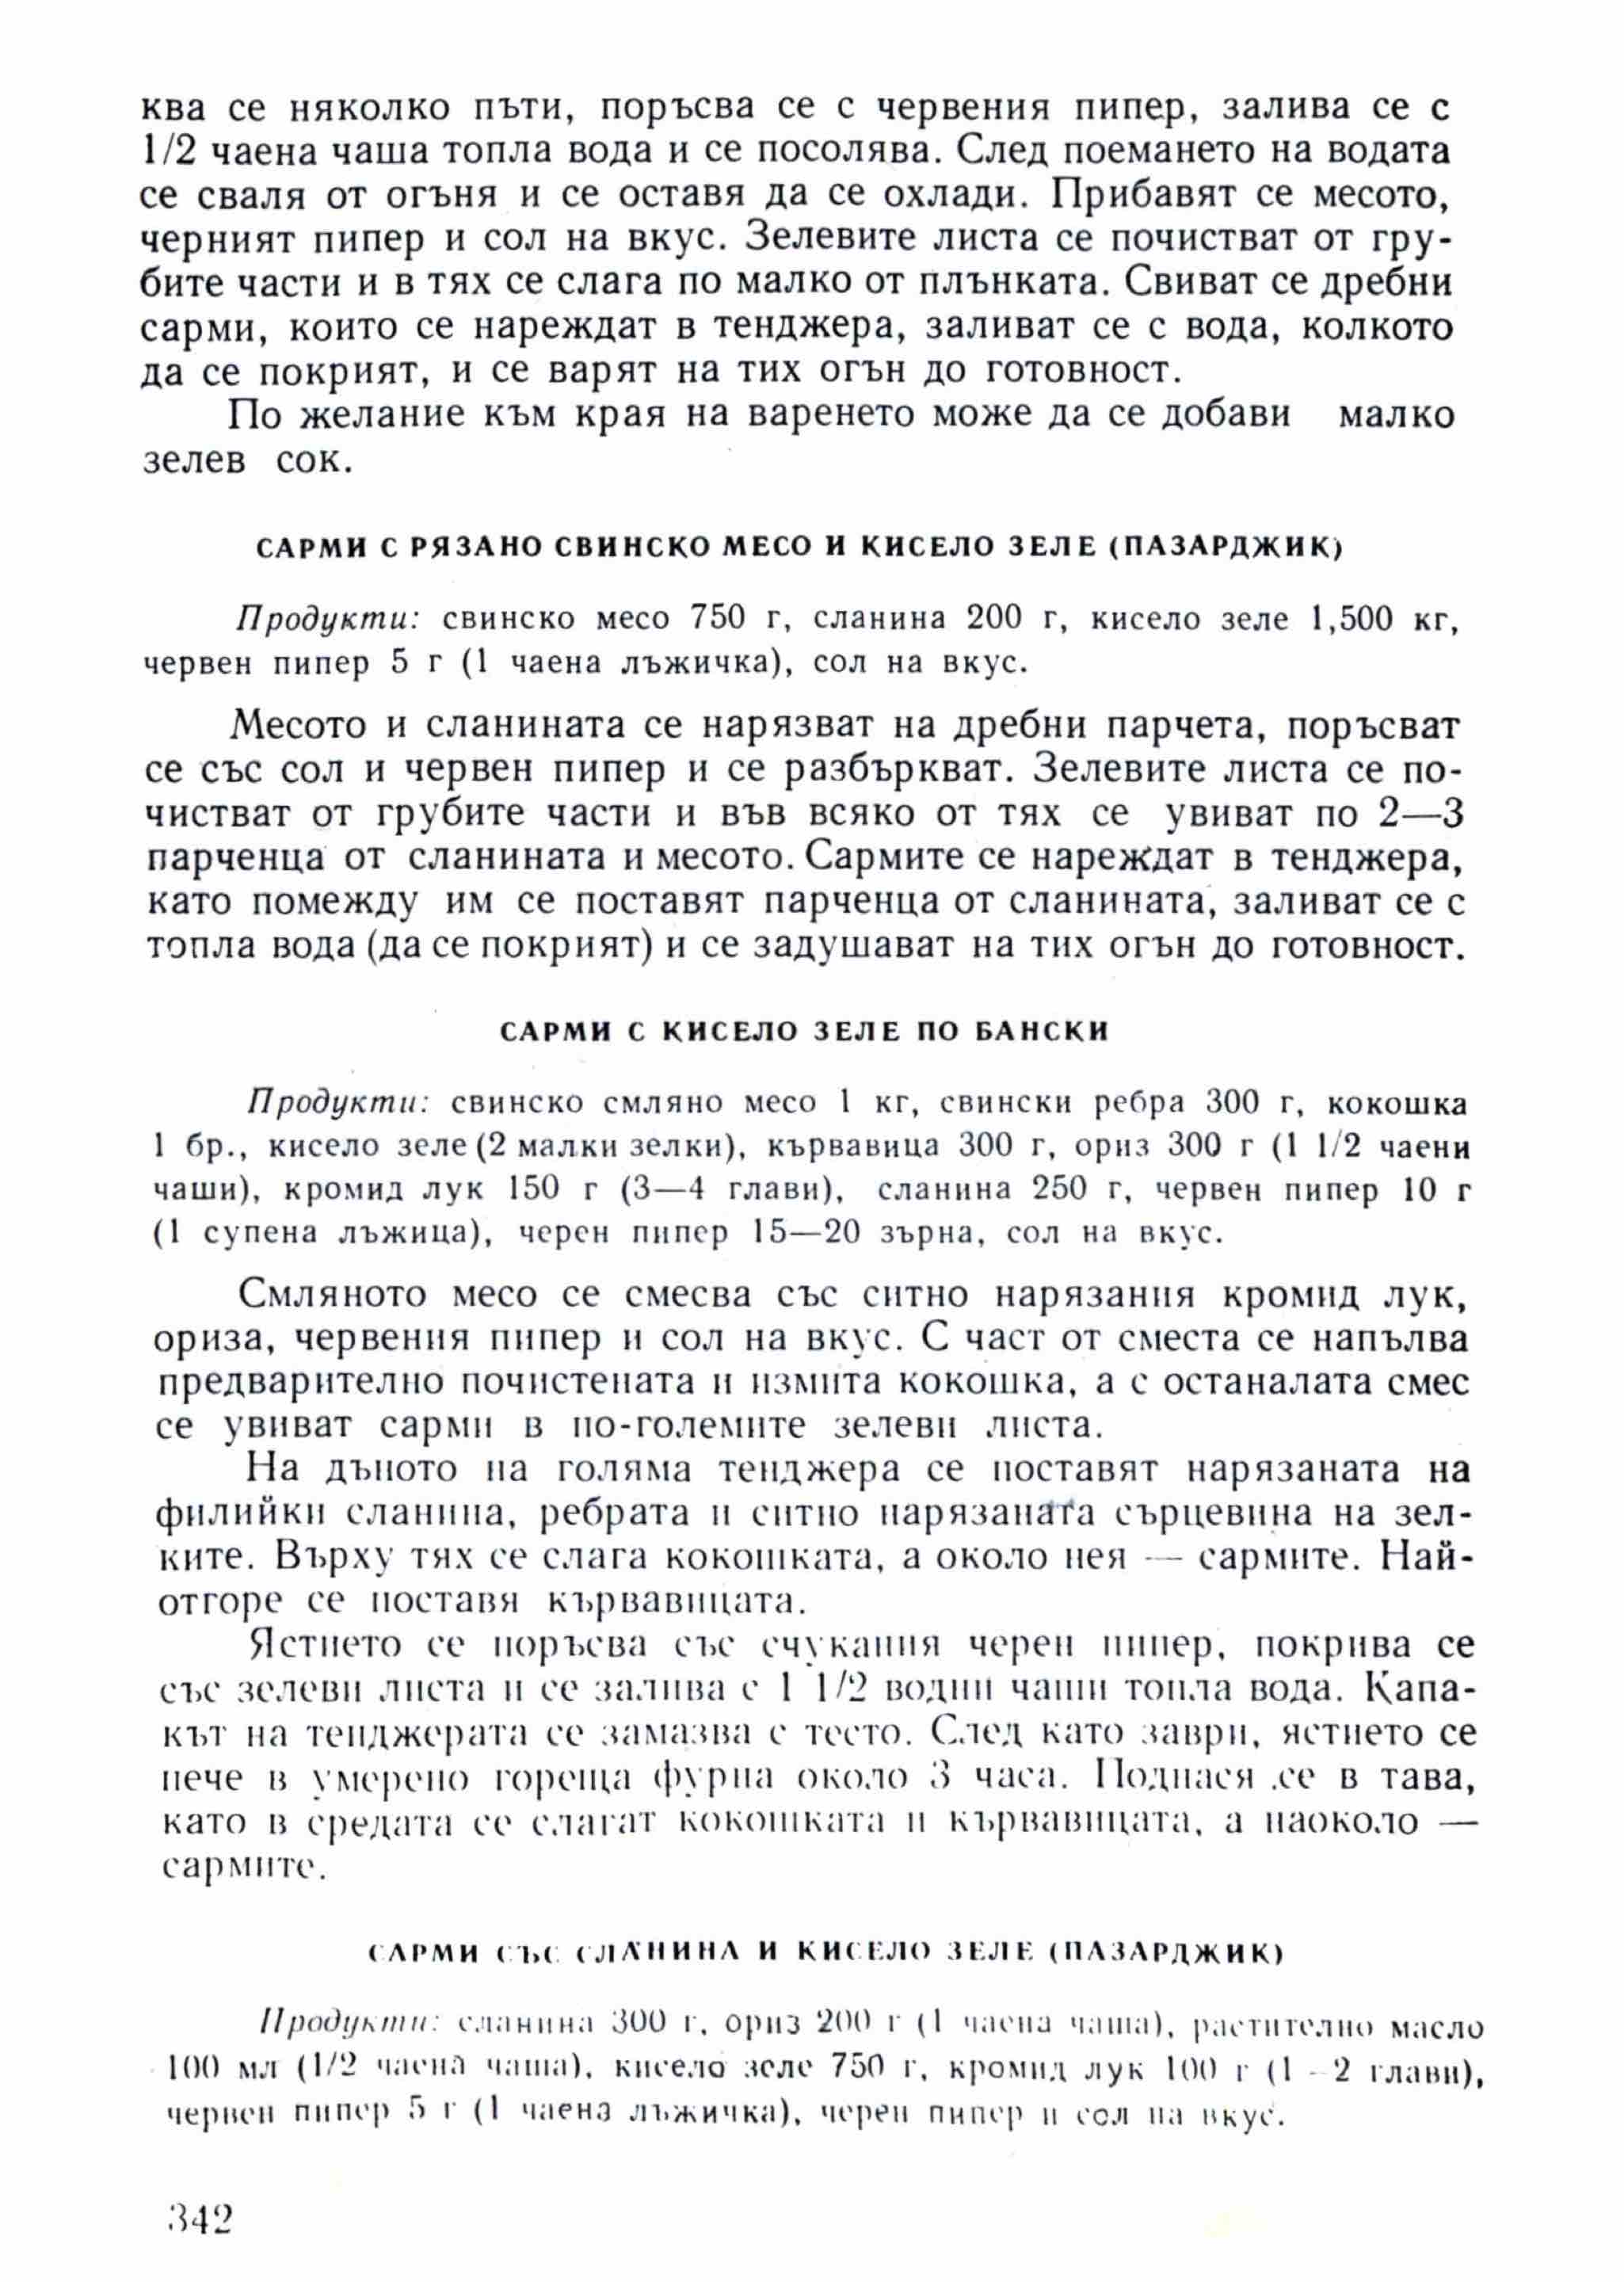 ква се няколко пъти, поръсва се с червения пипер, залива се с
1/2 чаена чаша топла вода и се посолява. След поемането на водата
се сваля от огъня и се оставя да се охлади. Прибавят се месото,
черният пипер и сол на вкус. Зелевите листа се почистват от гру-
бите части и в тях се слага по малко от плънката. Свиват се дребни
сарми, които се нареждат в тенджера, заливат се с вода, колкото
да се покрият, и се варят на тих огън до готовност.
По желание към края на варенето може да се добави малко
зелев сок.
САРМИ С РЯЗАНО СВИНСКО МЕСО И КИСЕЛО ЗЕЛЕ (ПАЗАРДЖИК)
Продукти: свинско месо 750 г, сланина 200 г, кисело зеле 1,500 кг,
червен пипер 5 г (1 чаена лъжичка), сол на вкус.
Месото и сланината се нарязват на дребни парчета, поръсват
се със сол и червен пипер и се разбъркват. Зелевите листа се по-
чистват от грубите части и във всяко от тях се увиват по 2—3
парченца от сланината и месото. Сармите се нареждат в тенджера,
като помежду им се поставят парченца от сланината, заливат се с
топла вода (да се покрият) и се задушават на тих огън до готовност.
САРМИ С КИСЕЛО ЗЕЛЕ ПО БАНСКИ
Продукти: свинско смляно месо 1 кг, свински ребра 300 г, кокошка
1 бр., кисело зеле (2 малки зелки), кървавица 300 г, ориз 300 г (1 1/2 чаени
чаши), кромид лук 150 г (3—4 глави), сланина 250 г, червен пипер 10 г
(1 супена лъжица), черен пипер 15—20 зърна, сол на вкус.
Смляното месо се смесва със ситно нарязания кромид лук,
ориза, червения пипер и сол на вкус. С част от сместа се напълва
предварително почистената и измита кокошка, а с останалата смес
се увиват сарми в по-големите зелеви листа.
На дъното на голяма тенджера се поставят нарязаната на
филийки сланина, ребрата и ситно нарязаната сърцевина на зел-
ките. Върху тях се слага кокошката, а около нея — сармите. Най-
отгоре се поставя кървавицата.
Ястието се поръсва със счукания черен пипер, покрива се
със зелеви листа и се залива с 1 1/2 водни чаши топла вода. Капа-
кът на тенджерата се замазва с тесто. След като заври, ястието се
пече в умерено гореща фурна около 3 часа. Поднася се в тава,
като в средата се слагат кокошката и кървавицата, а наоколо —
сармите.
САРМИ СЪС СЛАНИНА И КИСЕЛО ЗЕЛЕ (ПАЗАРДЖИК)
Продукти: сланина 300 г, ориз 200 г (1 чаена чаша), растително масло
100 мл (1/2 чаена чаша), кисело зеле 750 г, кромид лук 100 г (1—2 глави),
червен пипер 5 г (1 чаена лъжичка), черен пипер и сол на вкус.
342